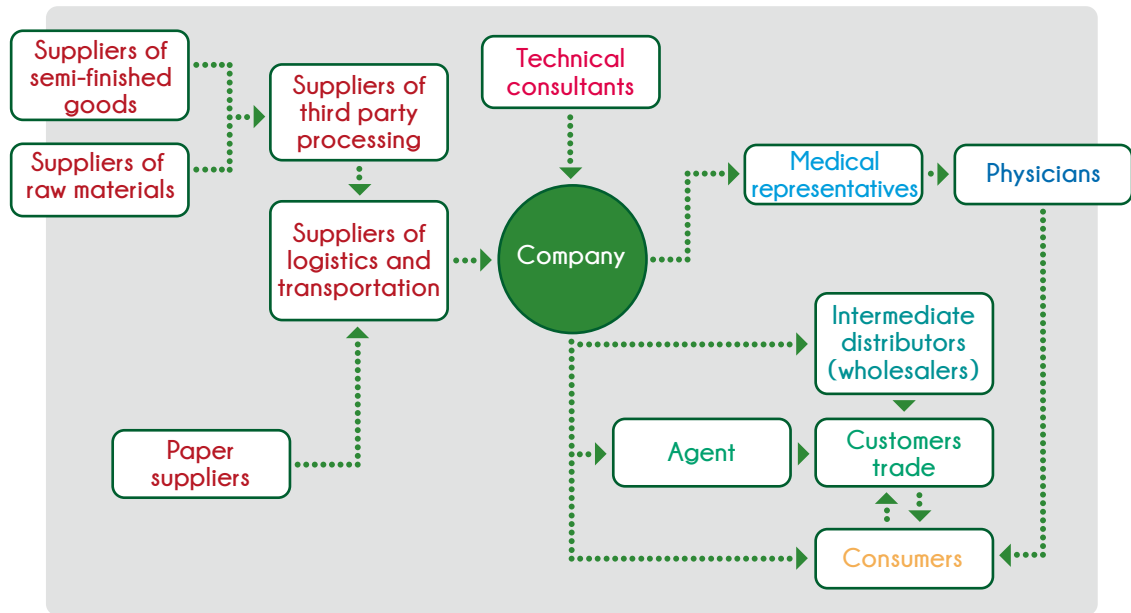 Suppliers of
semi-finished
goods
Suppliers of
raw materials
Suppliers of
third party
processing
Suppliers of
logistics and
transportation
Paper
suppliers
Technical
consultants
Company
Medical
representatives
Physicians
Intermediate
distributors
(wholesalers)
Agent
Customers
trade
Consumers